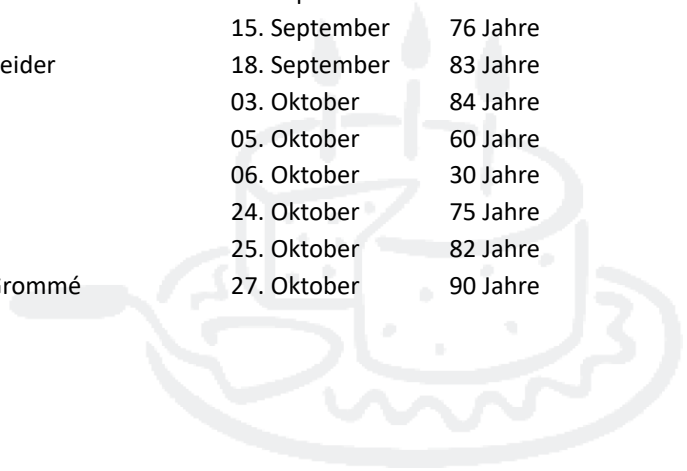 15. September 76 Jahre
eider 18. September 83 Jahre
03. Oktober 84 Jahre
05. Oktober 60 Jahre
06. Oktober 30 Jahre
24. Oktober 75 Jahre
25. Oktober 82 Jahre
rommé 27. Oktober 90 Jahre